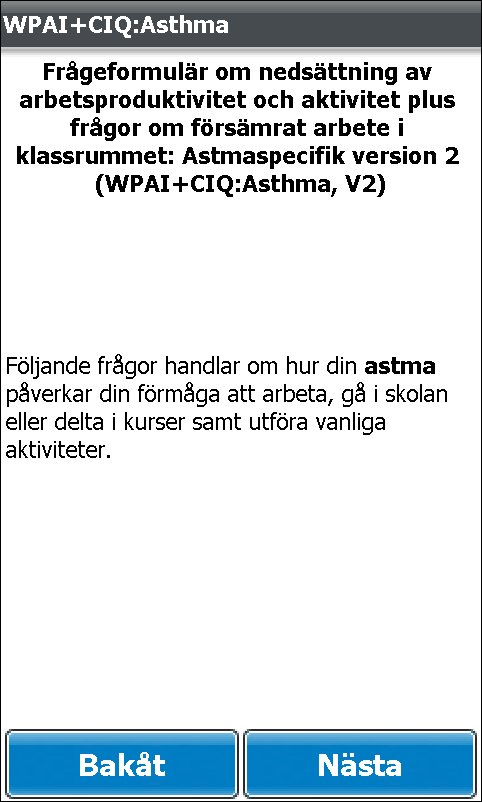 WPAI+CIQ:Asthma
Frågeformulär om nedsättning av
arbetsproduktivitet och aktivitet plus
frågor om försämrat arbete i
klassrummet: Astmaspecifik version 2
(WPAI+CIQ:Asthma, V2)
Följande frågor handlar om hur din astma
påverkar din förmåga att arbeta, gå i skolan
eller delta i kurser samt utföra vanliga
aktiviteter.
Bakåt
Nästa